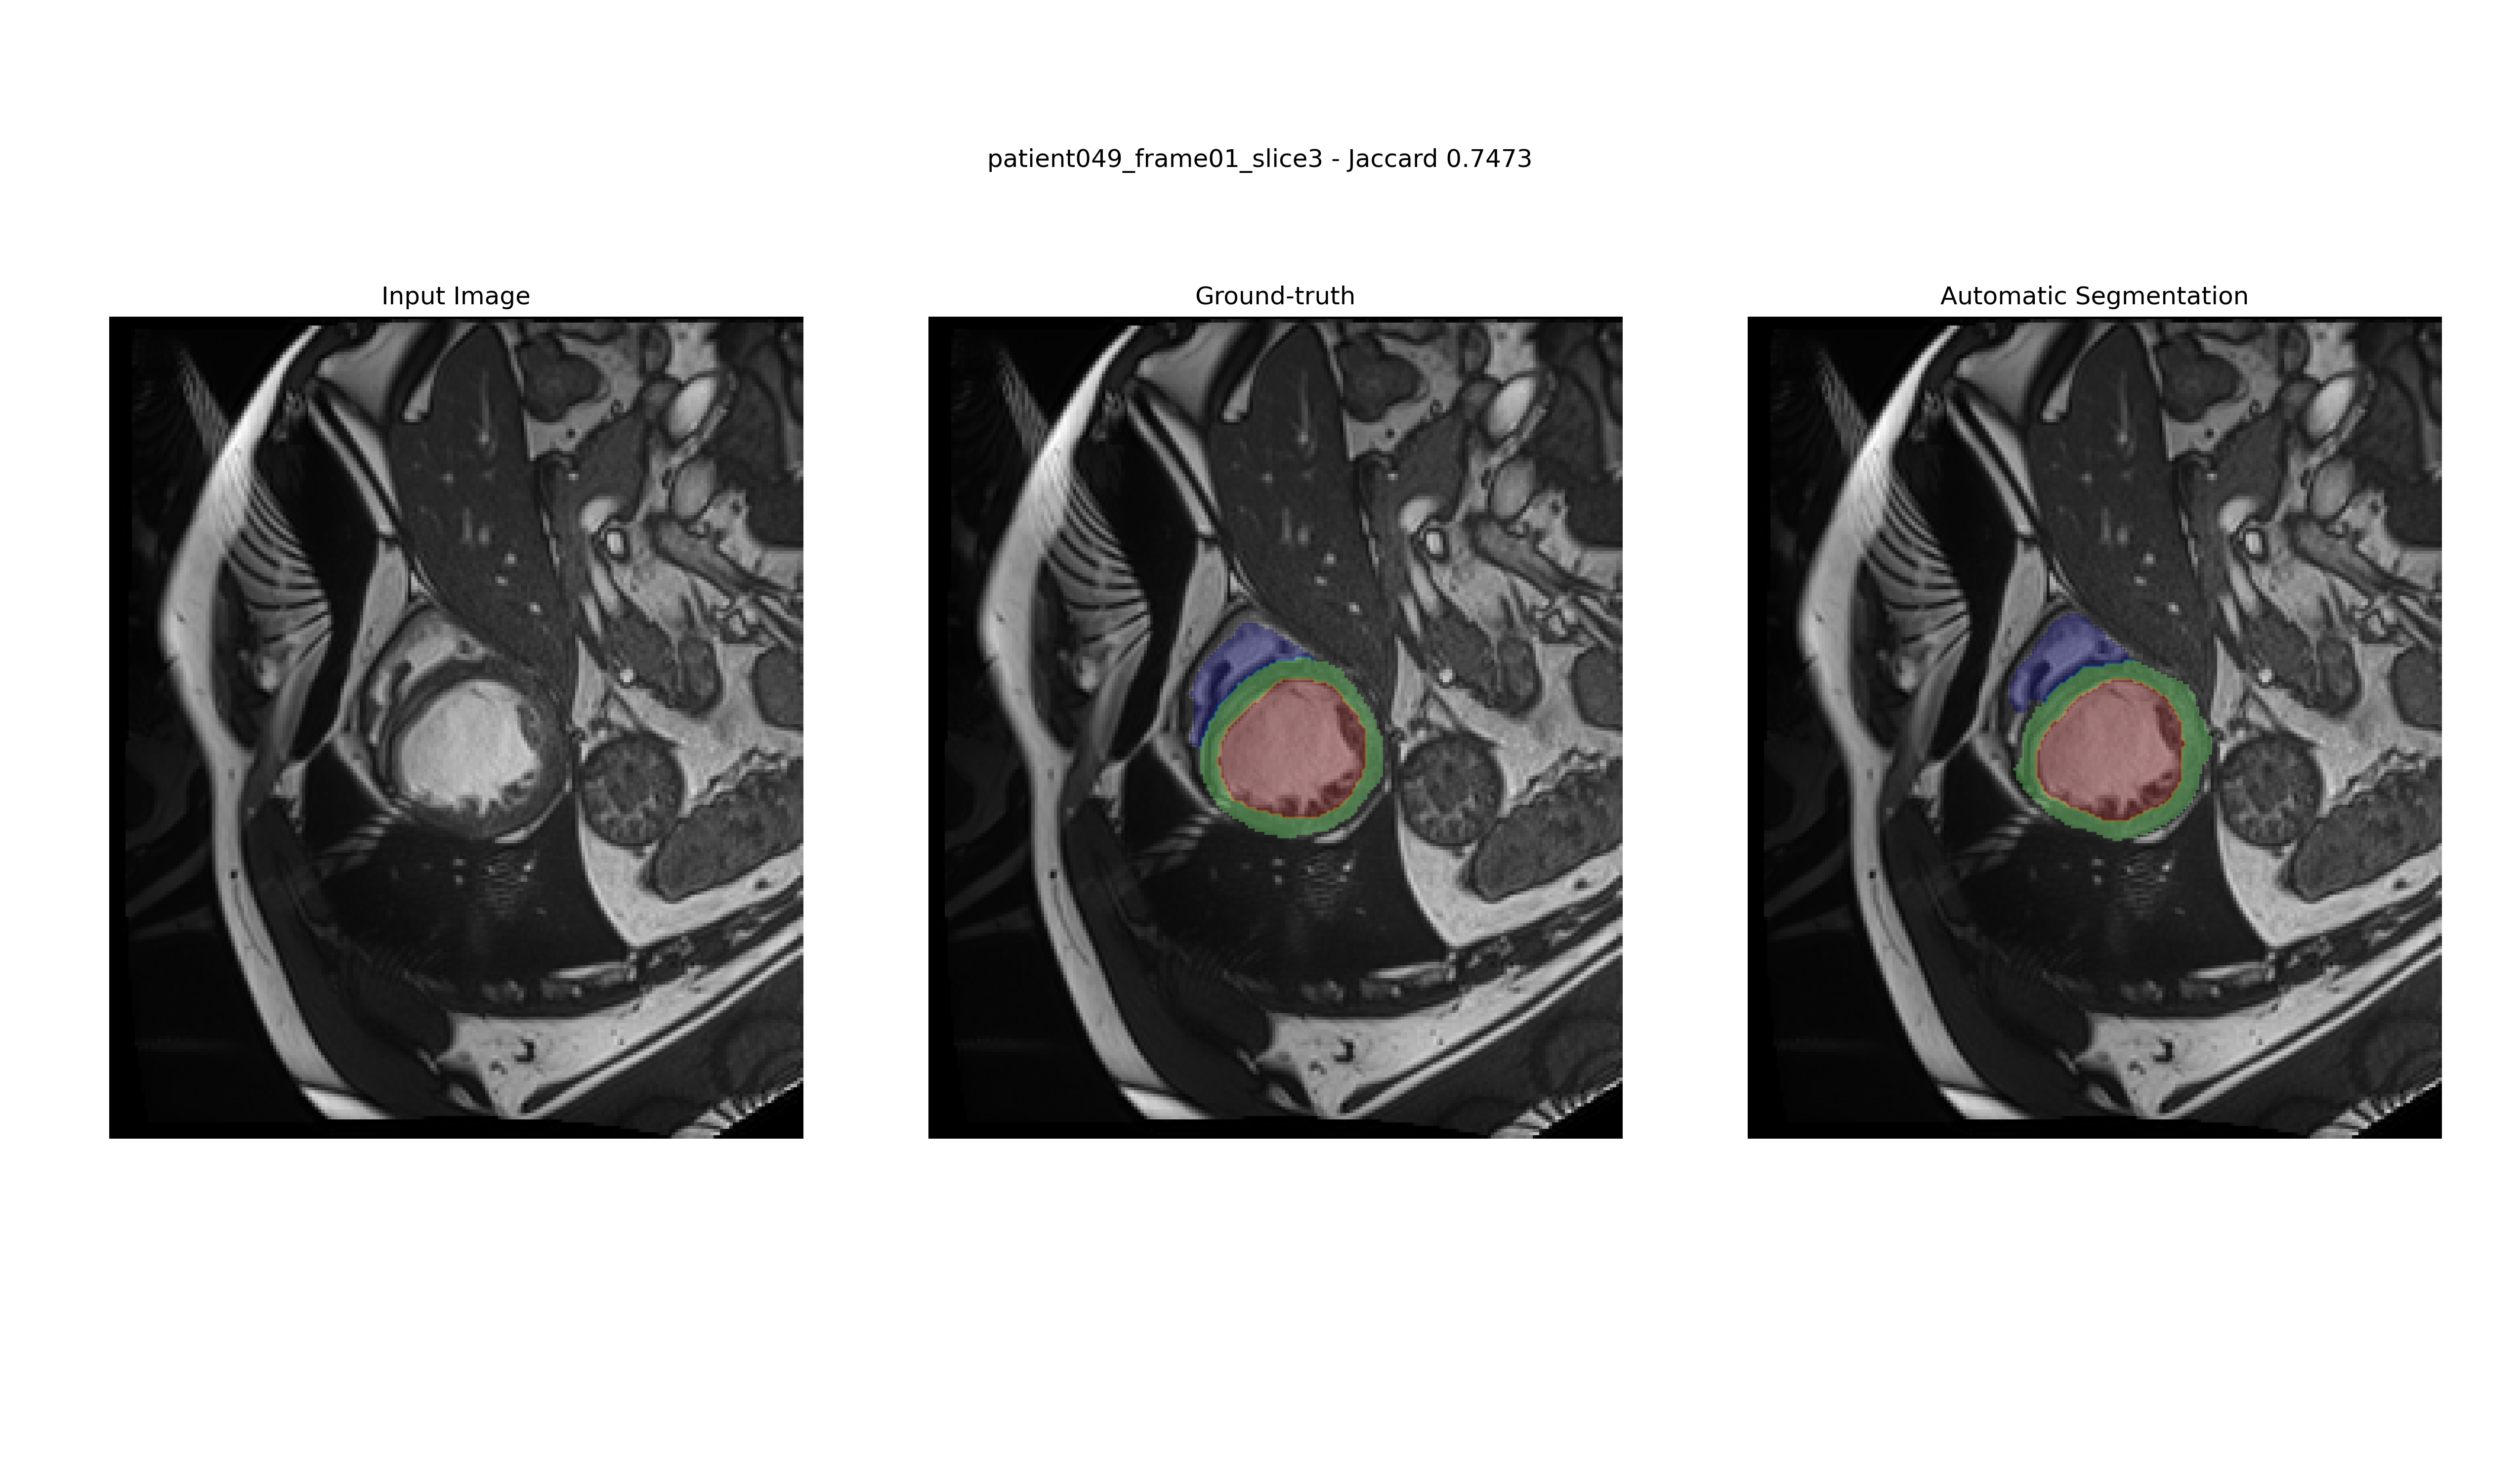 patient049_frame01_slice3 - Jaccard 0.7473
Input Image
Ground-truth
Automatic Segmentation